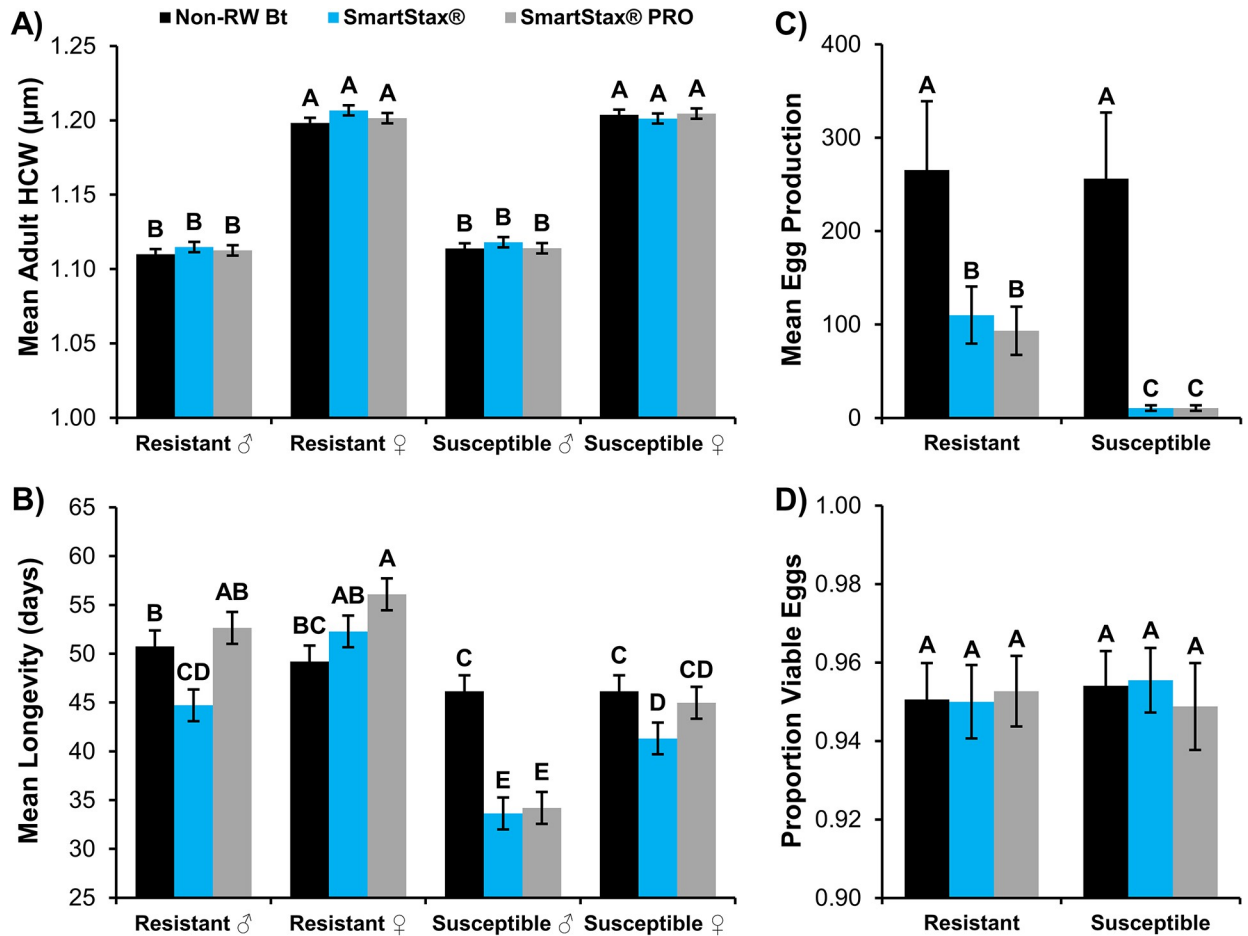 A)
Non-RW Bt SmartStax® SmartStax® PRO
Mean Adult HCW (µm)
1.25
1.20
1.15
1.10
1.05
1.00
B B B
A A A
B B B
A A A
Resistant ♂ Resistant ♀ Susceptible ♂ Susceptible ♀
C)
Mean Egg Production
400
300
200
100
0
A B B
A C C
Resistant Susceptible
B)
Mean Longevity (days)
65
60
55
50
45
40
35
30
25
B CD AB
BC AB A
C E E
C D CD
Resistant ♂ Resistant ♀ Susceptible ♂ Susceptible ♀
D)
Proportion Viable Eggs
1.00
0.98
0.96
0.94
0.92
0.90
A A A
A A A
Resistant Susceptible